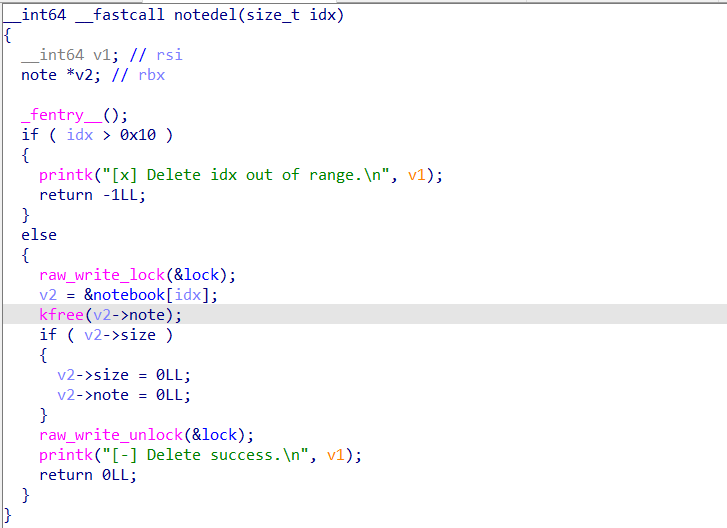 __int64 __fastcall notedel(size_t idx)
{
  __int64 v1; // rsi
  note *v2; // rbx

  _fentry__();
  if ( idx > 0x10 )
  {
    printk("[x] Delete idx out of range.\n", v1);
    return -1LL;
  }
  else
  {
    raw_write_lock(&lock);
    v2 = &notebook[idx];
    kfree(v2->note);
    if ( v2->size )
    {
      v2->size = 0LL;
      v2->note = 0LL;
    }
    raw_write_unlock(&lock);
    printk("[-] Delete success.\n", v1);
    return 0LL;
  }
}